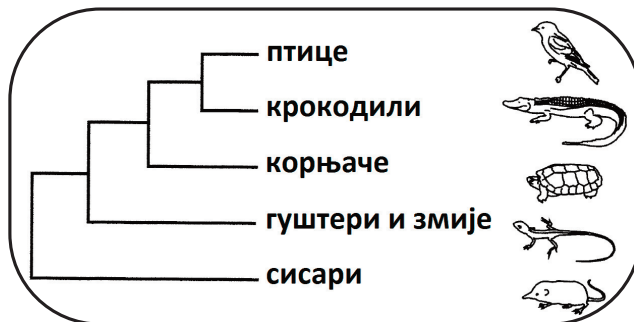 птице
крокодили
корњаче
гуштери и змије
сисари